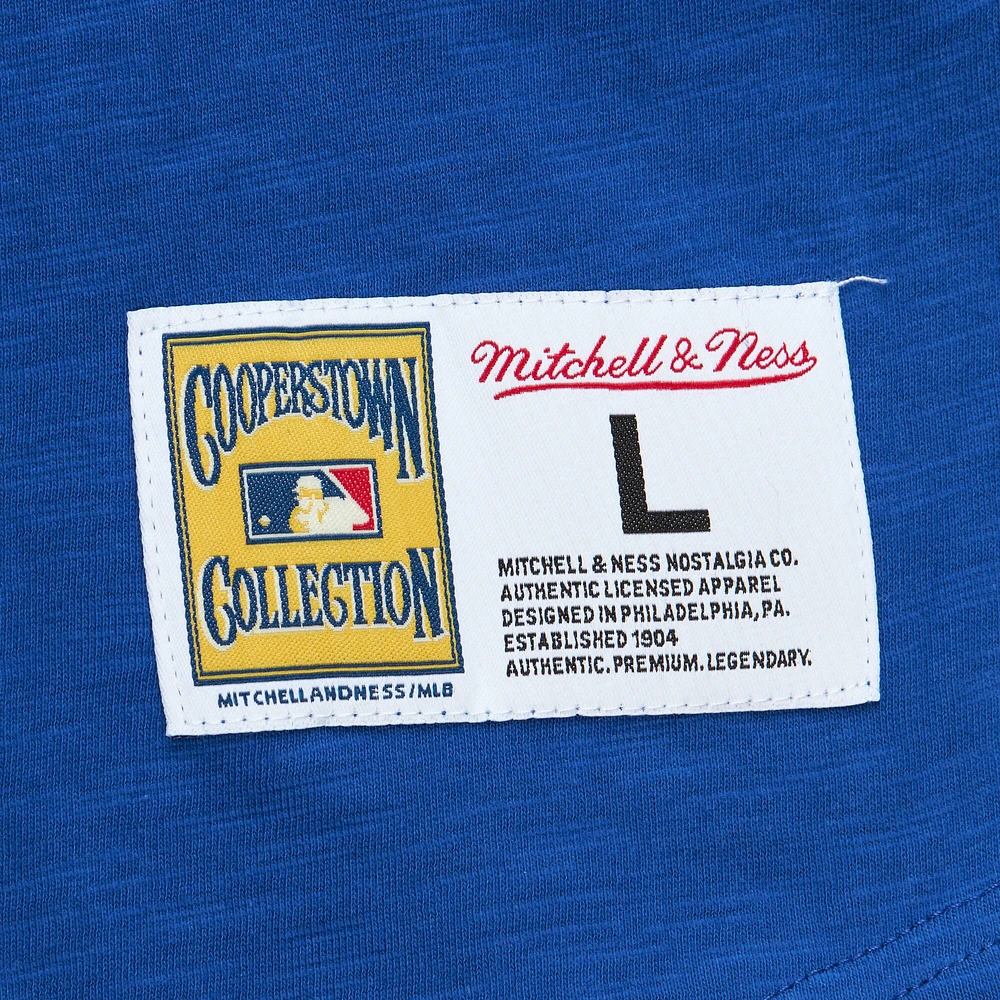 COOPERSTOWN
COLLECTION
MITCHELLANDNESS/MLB
Mitchell & Ness
L
MITCHELL & NESS NOSTALGIA CO.
AUTHENTIC LICENSED APPAREL
DESIGNED IN PHILADELPHIA, PA.
ESTABLISHED 1904
AUTHENTIC. PREMIUM. LEGENDARY.